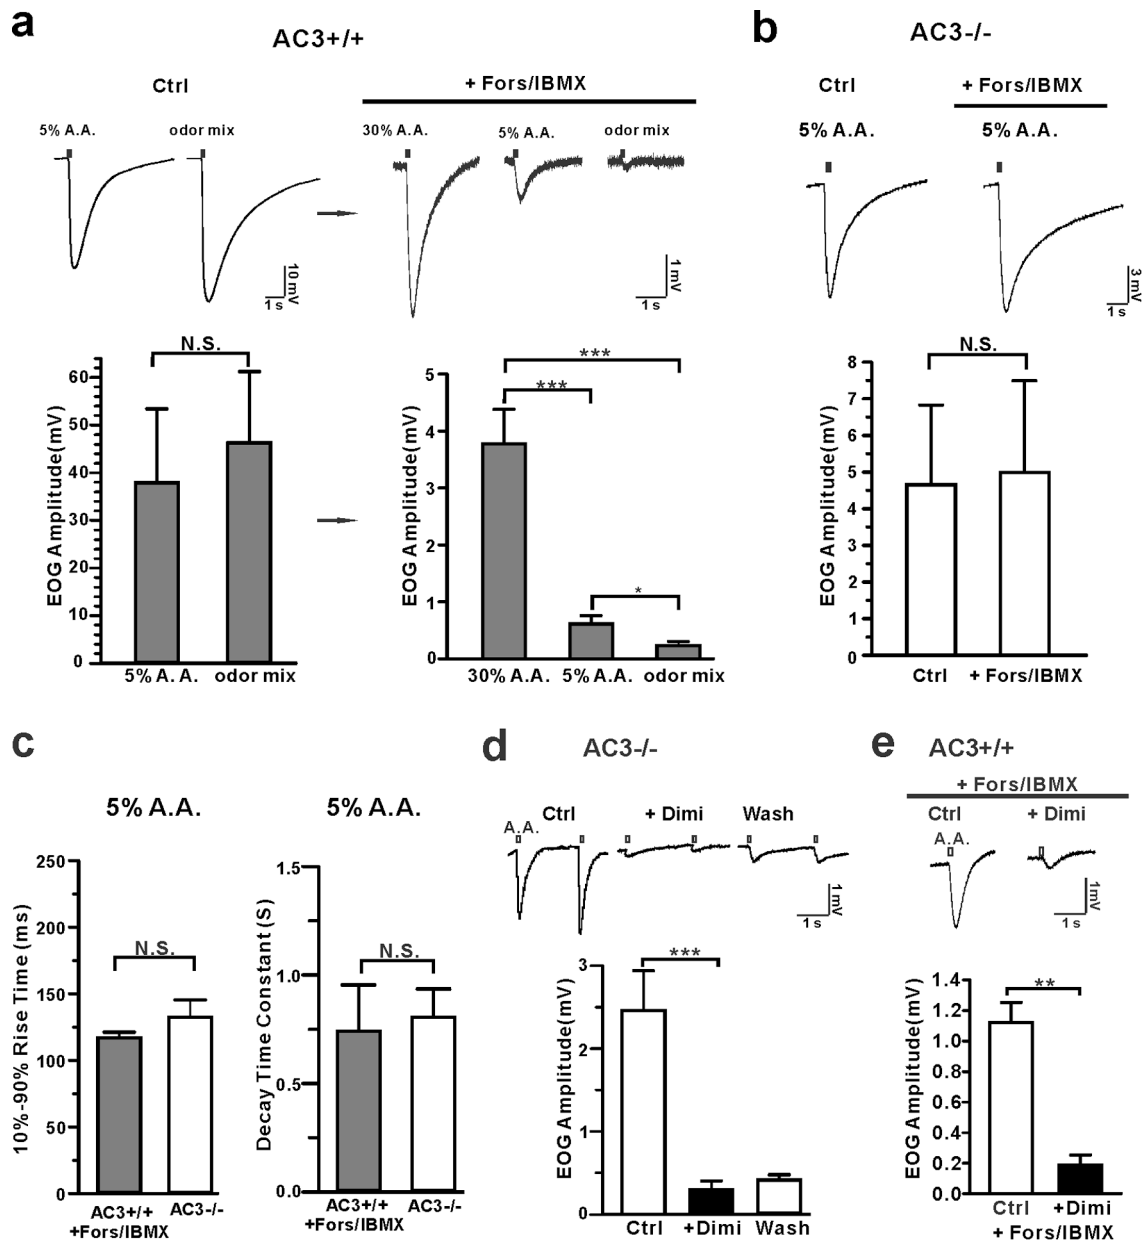 a
AC3+/+
Ctrl
+ Fors/IBMX
5% A.A.
odor mix
30% A.A.
5% A.A.
odor mix
10 mV
1 s
1 mV
1 s
N.S.
EOG Amplitude(mV)
60
50
40
30
20
10
0
5% A. A.
odor mix
***
***
*
EOG Amplitude(mV)
5
4
3
2
1
0
30% A.A.
5% A.A.
odor mix
b
AC3-/-
Ctrl
+ Fors/IBMX
5% A.A.
5% A.A.
3 mV
1 s
N.S.
EOG Amplitude(mV)
8
7
6
5
4
3
2
1
0
Ctrl
+ Fors/IBMX
c
5% A.A.
10%-90% Rise Time (ms)
250
200
150
100
50
0
N.S.
AC3+/+
+Fors/IBMX
AC3-/-
5% A.A.
Decay Time Constant (S)
1.5
1.0
0.5
0.0
N.S.
AC3+/+
+Fors/IBMX
AC3-/-
d
AC3-/-
Ctrl
+ Dimi
Wash
A.A.
1mV
1 s
***
EOG Amplitude(mV)
3
2
1
0
Ctrl
+Dimi
Wash
e
AC3+/+
+ Fors/IBMX
Ctrl
+ Dimi
A.A.
1mV
1 s
**
EOG Amplitude(mV)
1.4
1.2
1.0
0.8
0.6
0.4
0.2
0.0
Ctrl
+Dimi
+ Fors/IBMX